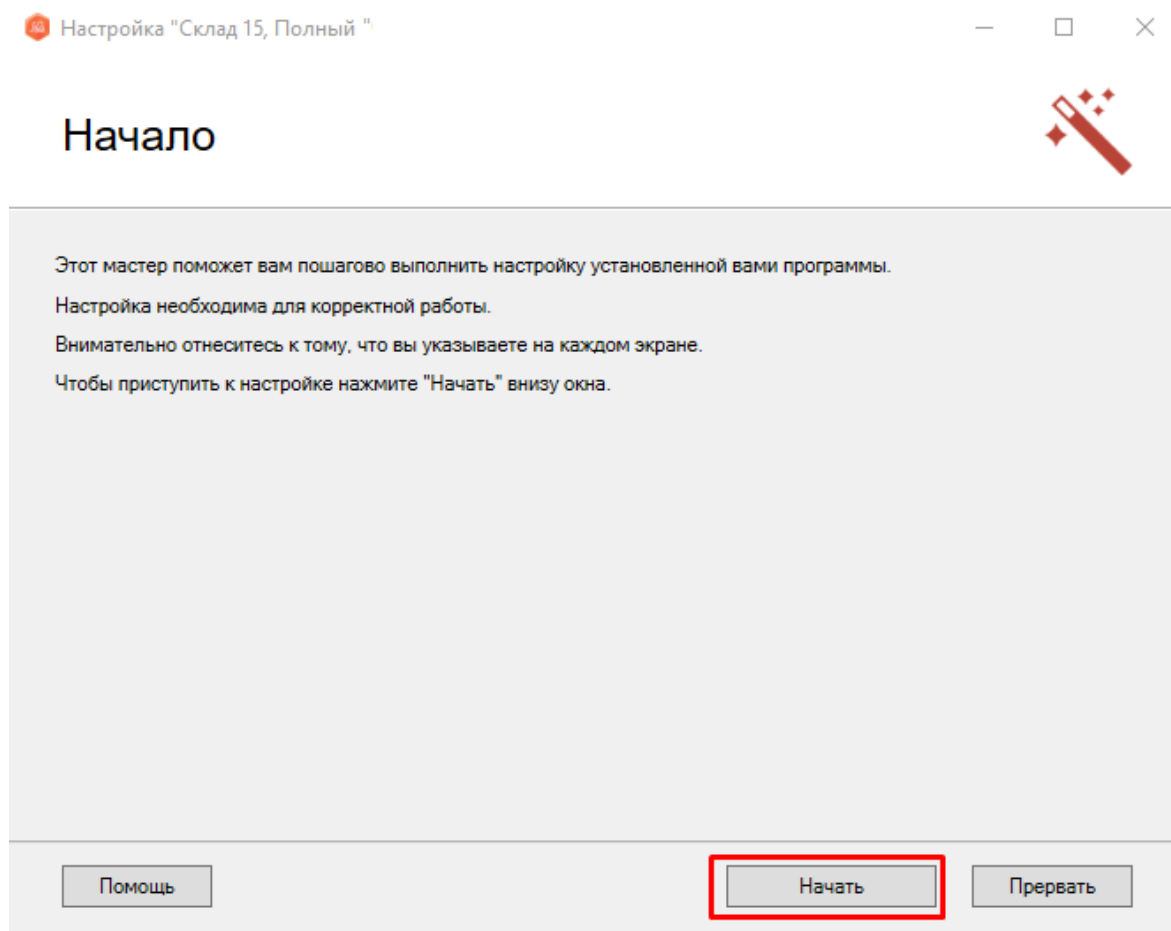 Настройка "Склад 15, Полный "
Начало
Этот мастер поможет вам пошагово выполнить настройку установленной вами программы.
Настройка необходима для корректной работы.
Внимательно отнеситесь к тому, что вы указываете на каждом экране.
Чтобы приступить к настройке нажмите "Начать" внизу окна.
Помощь
Начать
Прервать